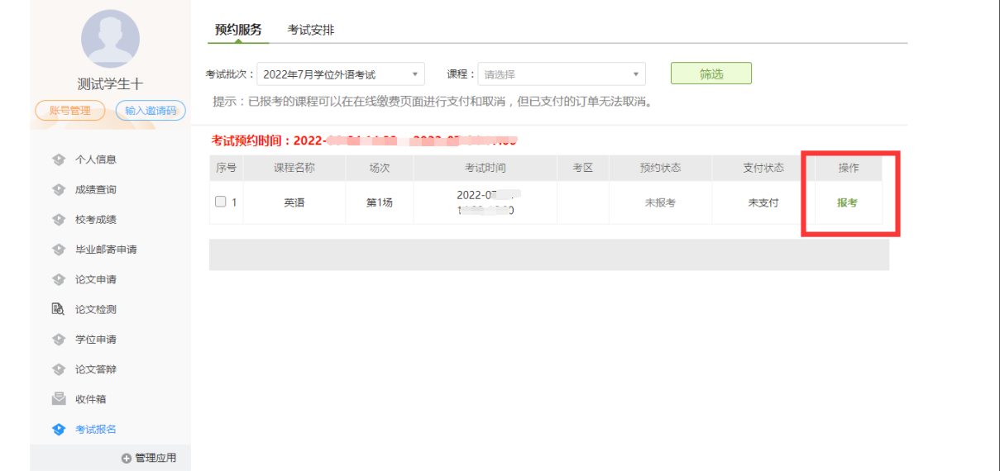 测试学生十
账号管理 输入邀请码
个人信息
成绩查询
校考成绩
毕业邮寄申请
论文申请
论文检测
学位申请
论文答辩
收件箱
考试报名
管理应用
预约服务 考试安排
考试批次： 2022年7月学位外语考试 课程： 请选择 筛选
提示：已报考的课程可以在在线缴费页面进行支付和取消，但已支付的订单无法取消。
考试预约时间：2022-
序号 课程名称 场次 考试时间 考区 预约状态 支付状态 操作
1 英语 第1场 2022-07 未报考 未支付 报考